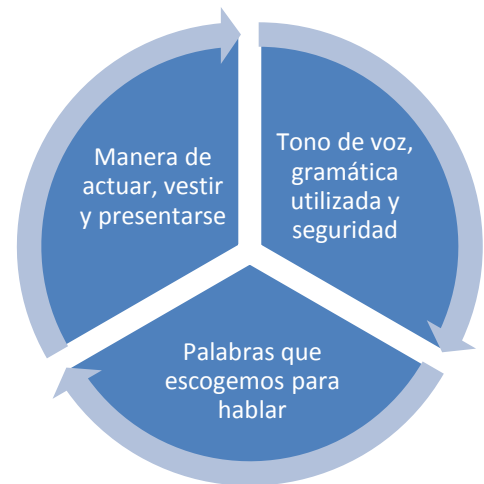 Manera de
actuar, vestir
y presentarse
Tono de voz,
gramática
utilizada y
seguridad
Palabras que
escogemos para
hablar